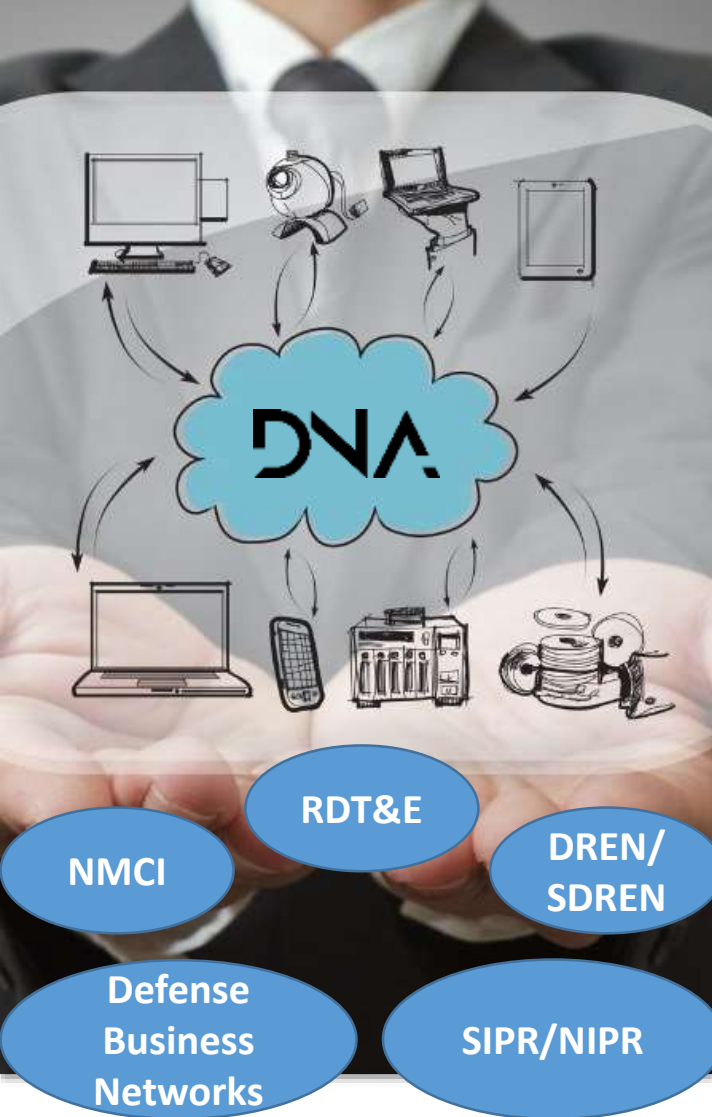 DNA
RDT&E
NMCI
DREN/
SDREN
Defense
Business
Networks
SIPR/NIPR